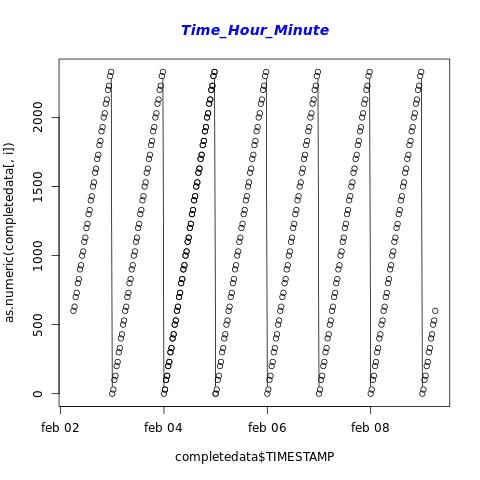 Time_Hour_Minute
as.numeric(completedata[, i])
2000
1500
1000
500
0
feb 02
feb 04
feb 06
feb 08
completedata$TIMESTAMP